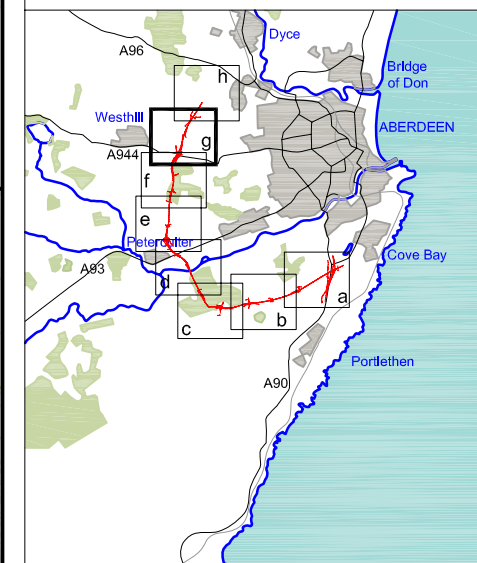 Dyce
A96
Bridge
of Don
h
Westhill
ABERDEEN
g
A944
f
e
Peterculter
Cove Bay
A93
d
a
b
c
Portlethen
A90